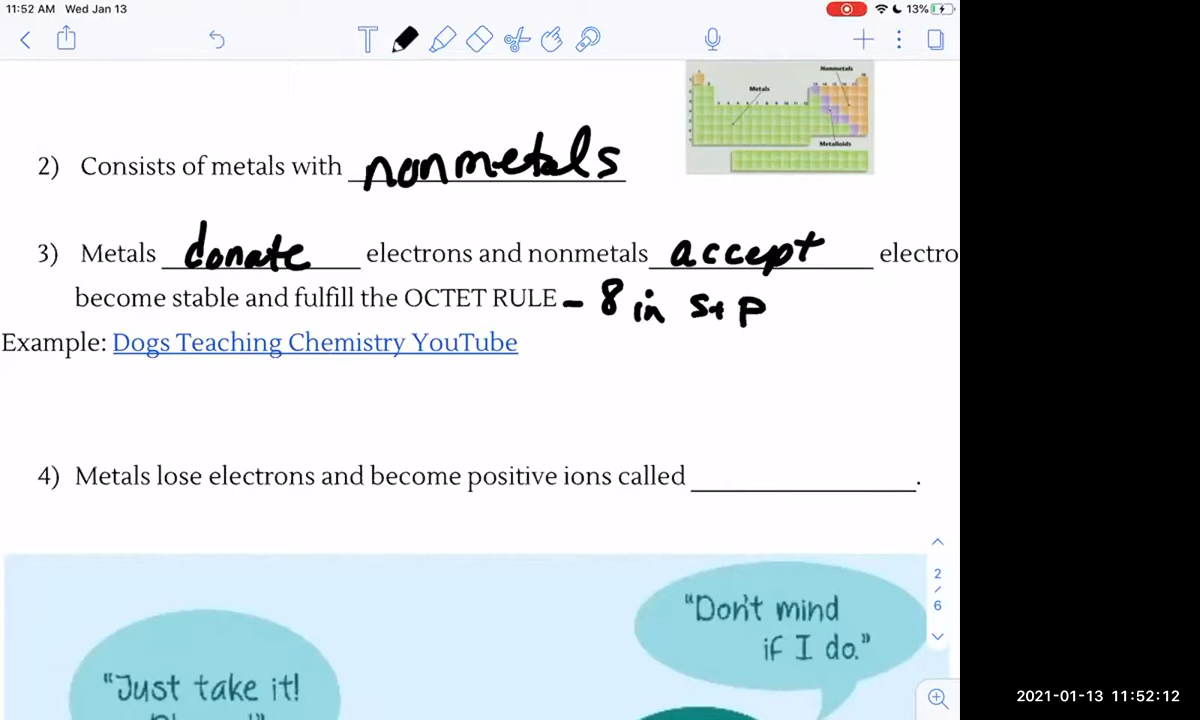 11:52 AM Wed Jan 13
13%
Nonmetals
Metals
Metalloids
2) Consists of metals with nonmetals
3) Metals donate electrons and nonmetals accept electro
become stable and fulfill the OCTET RULE - 8 in s+p
Example: Dogs Teaching Chemistry YouTube
4) Metals lose electrons and become positive ions called ______.
2
/
6
"Don't mind
if I do."
"Just take it!
2021-01-13 11:52:12